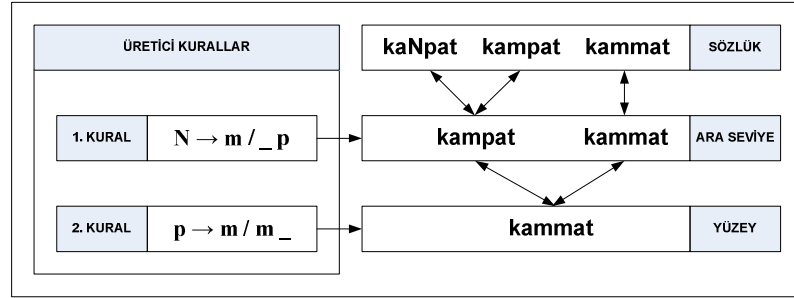 ÜRETİCİ KURALLAR
kaNpat kampat kammat SÖZLÜK
1. KURAL N → m / _ p kampat kammat ARA SEVİYE
2. KURAL p → m / m _ kammat YÜZEY